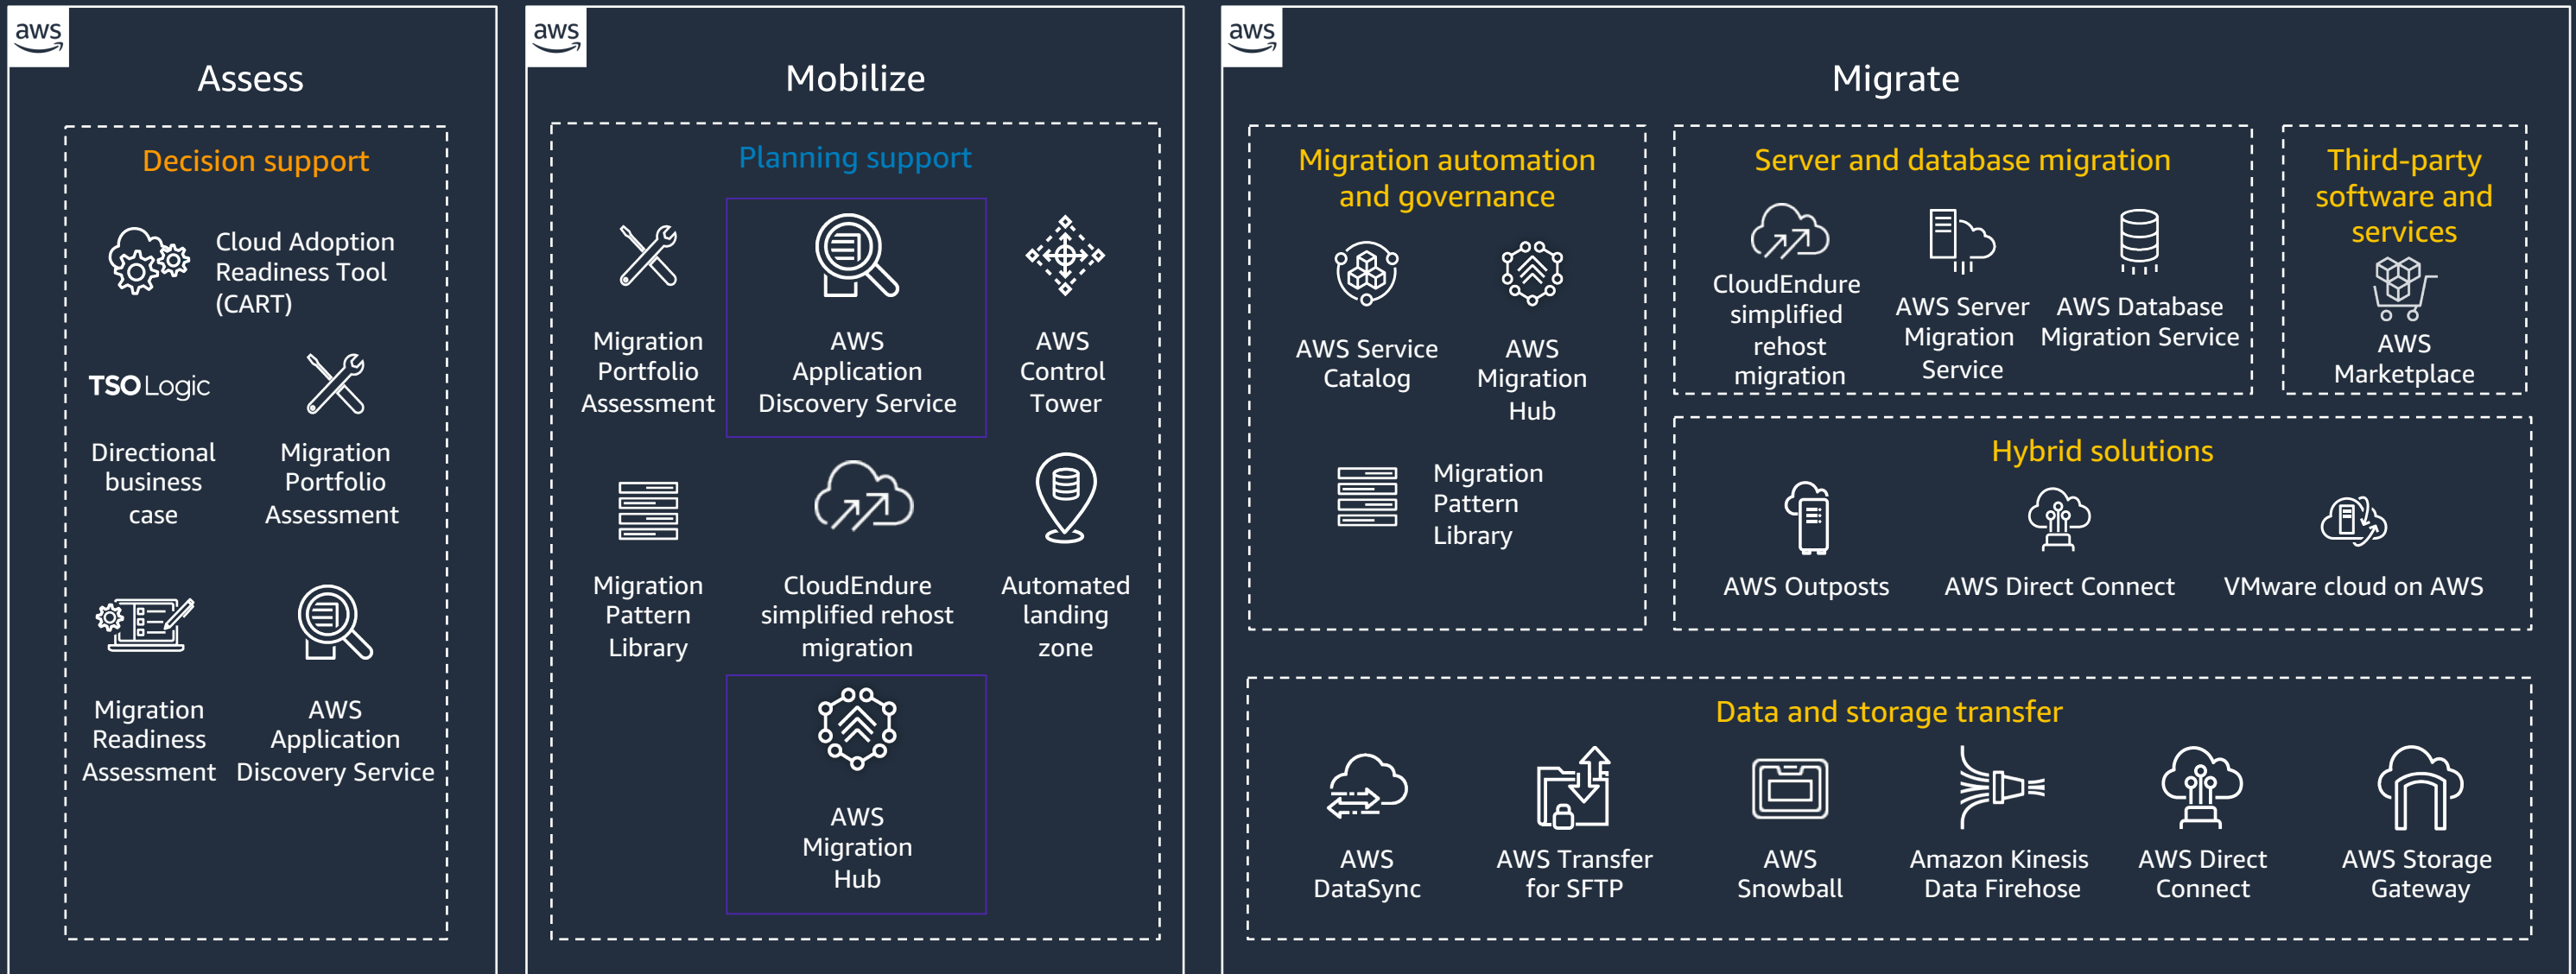 aws
Assess
Decision support
Cloud Adoption
Readiness Tool
(CART)
TSO Logic
Directional
business
case
Migration
Portfolio
Assessment
Migration
Readiness
Assessment
AWS
Application
Discovery Service
aws
Mobilize
Planning support
Migration
Portfolio
Assessment
AWS
Application
Discovery Service
AWS
Control
Tower
Migration
Pattern
Library
CloudEndure
simplified rehost
migration
Automated
landing
zone
AWS
Migration
Hub
aws
Migrate
Migration automation
and governance
AWS Service
Catalog
AWS
Migration
Hub
Migration
Pattern
Library
Server and database migration
CloudEndure
simplified
rehost
migration
AWS Server
Migration
Service
AWS Database
Migration Service
Third-party
software and
services
AWS
Marketplace
Hybrid solutions
AWS Outposts
AWS Direct Connect
VMware cloud on AWS
Data and storage transfer
AWS
DataSync
AWS Transfer
for SFTP
AWS
Snowball
Amazon Kinesis
Data Firehose
AWS Direct
Connect
AWS Storage
Gateway